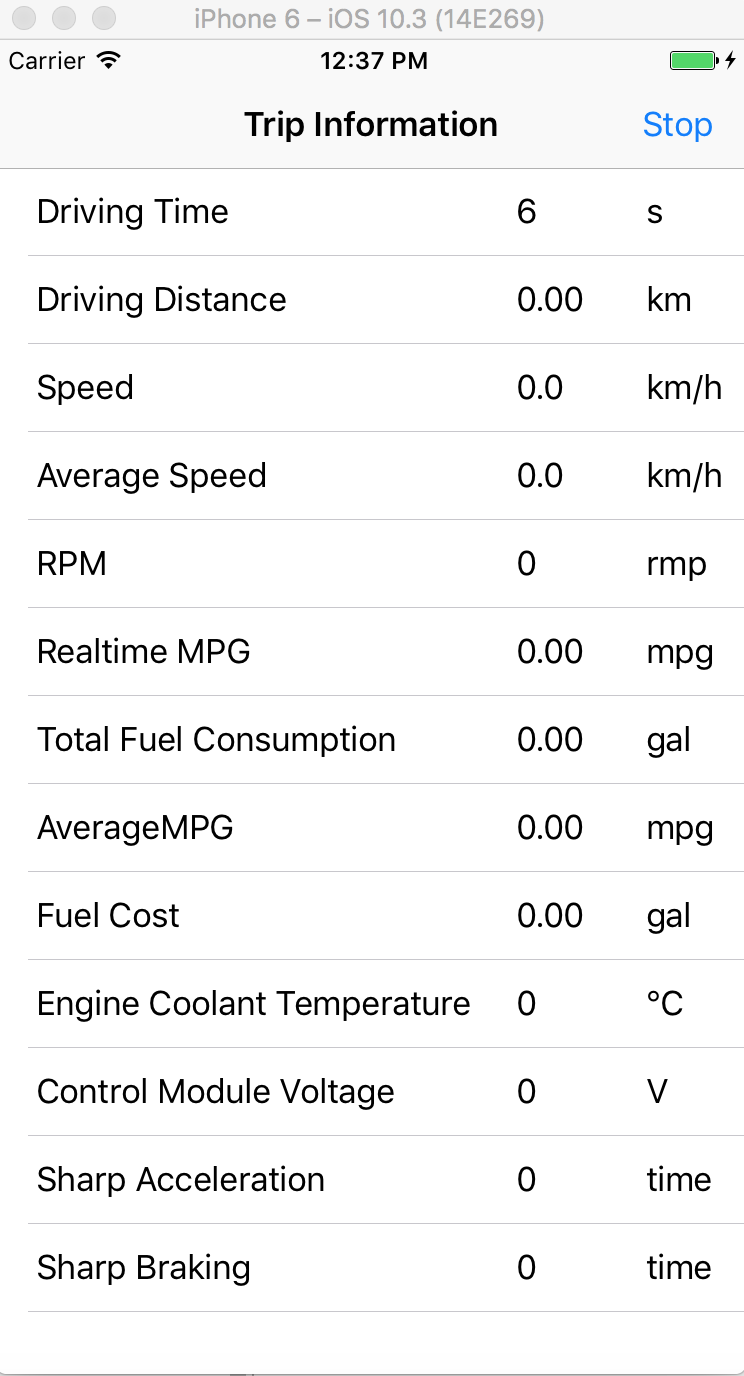 iPhone 6 – iOS 10.3 (14E269)
Carrier 12:37 PM
Trip Information Stop
Driving Time 6 s
Driving Distance 0.00 km
Speed 0.0 km/h
Average Speed 0.0 km/h
RPM 0 rmp
Realtime MPG 0.00 mpg
Total Fuel Consumption 0.00 gal
AverageMPG 0.00 mpg
Fuel Cost 0.00 gal
Engine Coolant Temperature 0 °C
Control Module Voltage 0 V
Sharp Acceleration 0 time
Sharp Braking 0 time